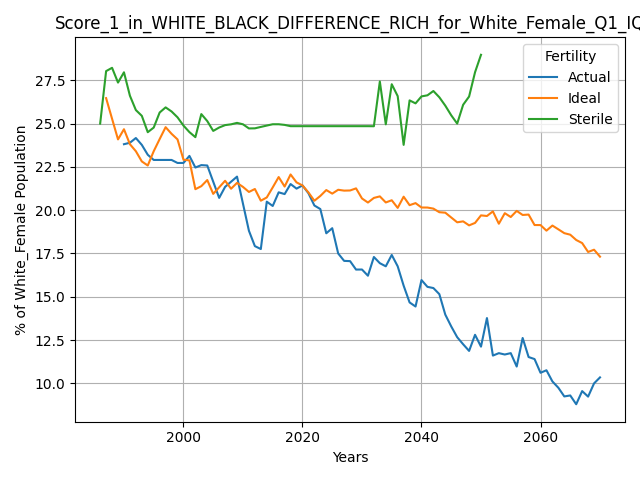 Score_1_in_WHITE_BLACK_DIFFERENCE_RICH_for_White_Female_Q1_IQ
Fertility
Actual
Ideal
Sterile
% of White_Female Population
27.5
25.0
22.5
20.0
17.5
15.0
12.5
10.0
2000
2020
2040
2060
Years